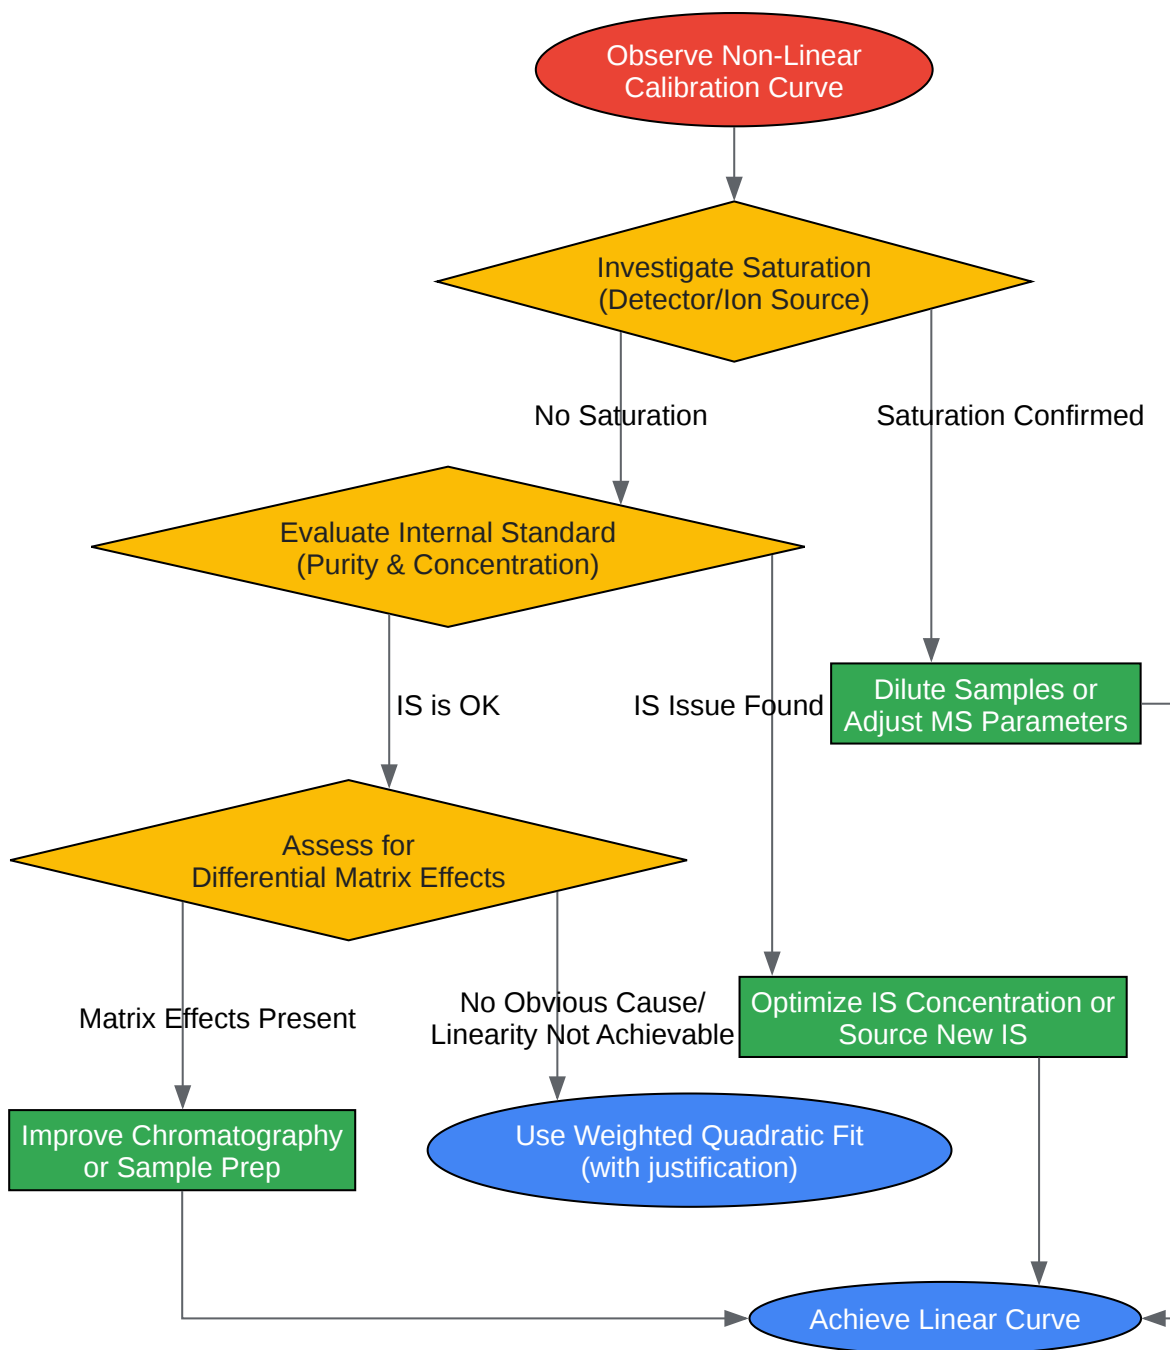 Observe Non-Linear
Calibration Curve
Investigate Saturation
(Detector/Ion Source)
No Saturation
Saturation Confirmed
Evaluate Internal Standard
(Purity & Concentration)
IS is OK
IS Issue Found
Dilute Samples or
Adjust MS Parameters
Assess for
Differential Matrix Effects
Matrix Effects Present
No Obvious Cause/
Linearity Not Achievable
Optimize IS Concentration or
Source New IS
Improve Chromatography
or Sample Prep
Use Weighted Quadratic Fit
(with justification)
Achieve Linear Curve